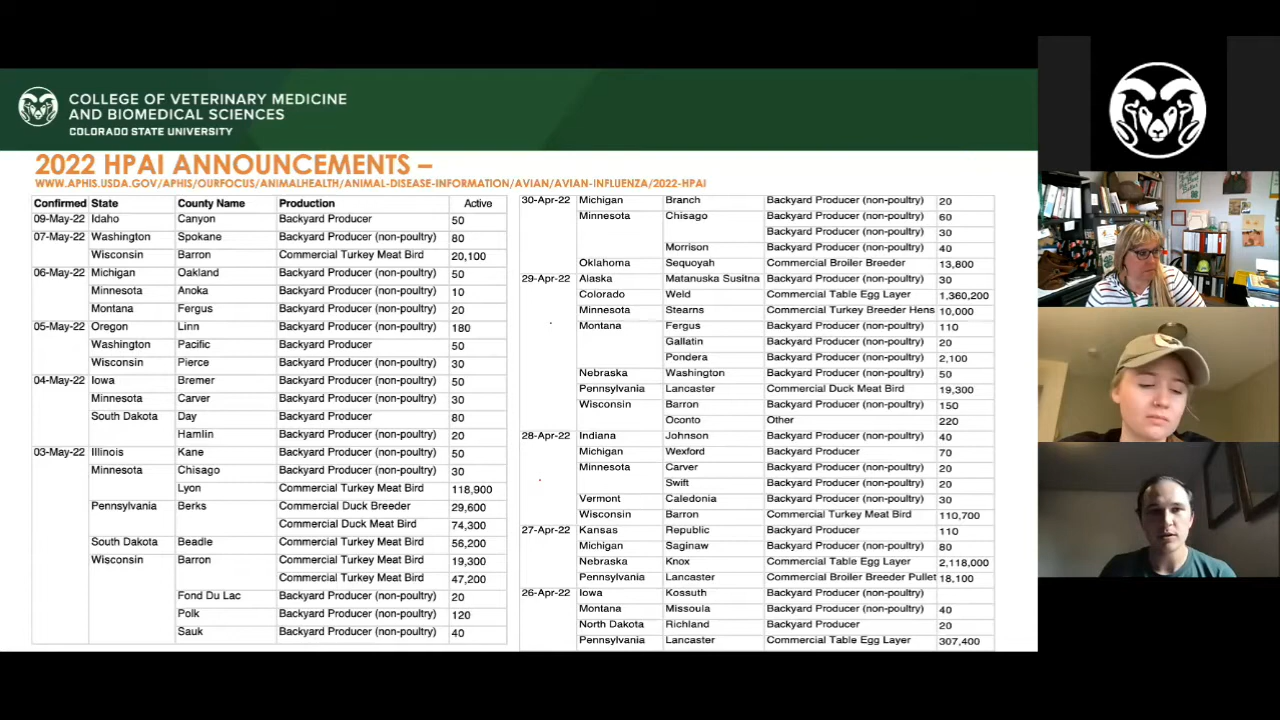 COLLEGE OF VETERINARY MEDICINE
AND BIOMEDICAL SCIENCES
COLORADO STATE UNIVERSITY
2022 HPAI ANNOUNCEMENTS –
WWW.APHIS.USDA.GOV/APHIS/OURFOCUS/ANIMALHEALTH/ANIMAL-DISEASE-INFORMATION/AVIAN/AVIAN-INFLUENZA/2022-HPAI
Confirmed State County Name Production Active
09-May-22 Idaho Canyon Backyard Producer 50
07-May-22 Washington Spokane Backyard Producer (non-poultry) 80
Wisconsin Barron Commercial Turkey Meat Bird 20,100
06-May-22 Michigan Oakland Backyard Producer (non-poultry) 50
Minnesota Anoka Backyard Producer (non-poultry) 10
Montana Fergus Backyard Producer (non-poultry) 20
05-May-22 Oregon Linn Backyard Producer (non-poultry) 180
Washington Pacific Backyard Producer 50
Wisconsin Pierce Backyard Producer (non-poultry) 30
04-May-22 Iowa Bremer Backyard Producer (non-poultry) 50
Minnesota Carver Backyard Producer (non-poultry) 30
South Dakota Day Backyard Producer 80
Hamlin Backyard Producer (non-poultry) 20
03-May-22 Illinois Kane Backyard Producer (non-poultry) 50
Minnesota Chisago Backyard Producer (non-poultry) 30
Lyon Commercial Turkey Meat Bird 118,900
Pennsylvania Berks Commercial Duck Breeder 29,600
Commercial Duck Meat Bird 74,300
South Dakota Beadle Commercial Turkey Meat Bird 56,200
Wisconsin Barron Commercial Turkey Meat Bird 19,300
Commercial Turkey Meat Bird 47,200
Fond Du Lac Backyard Producer (non-poultry) 20
Polk Backyard Producer (non-poultry) 120
Sauk Backyard Producer (non-poultry) 40
30-Apr-22 Michigan Branch Backyard Producer (non-poultry) 20
Minnesota Chisago Backyard Producer (non-poultry) 60
Backyard Producer (non-poultry) 30
Morrison Backyard Producer (non-poultry) 40
Oklahoma Sequoyah Commercial Broiler Breeder 13,800
29-Apr-22 Alaska Matanuska Susitna Backyard Producer (non-poultry) 30
Colorado Weld Commercial Table Egg Layer 1,360,200
Minnesota Stearns Commercial Turkey Breeder Hens 10,000
Montana Fergus Backyard Producer (non-poultry) 110
Gallatin Backyard Producer (non-poultry) 20
Pondera Backyard Producer (non-poultry) 2,100
Nebraska Washington Backyard Producer (non-poultry) 50
Pennsylvania Lancaster Commercial Duck Meat Bird 19,300
Wisconsin Barron Backyard Producer (non-poultry) 150
Oconto Other 220
28-Apr-22 Indiana Johnson Backyard Producer (non-poultry) 40
Michigan Wexford Backyard Producer 70
Minnesota Carver Backyard Producer (non-poultry) 20
Swift Backyard Producer (non-poultry) 20
Vermont Caledonia Backyard Producer (non-poultry) 30
Wisconsin Barron Commercial Turkey Meat Bird 110,700
27-Apr-22 Kansas Republic Backyard Producer 110
Michigan Saginaw Backyard Producer (non-poultry) 80
Nebraska Knox Commercial Table Egg Layer 2,118,000
Pennsylvania Lancaster Commercial Broiler Breeder Pullet 18,100
26-Apr-22 Iowa Kossuth Backyard Producer (non-poultry)
Montana Missoula Backyard Producer (non-poultry) 40
North Dakota Richland Backyard Producer 20
Pennsylvania Lancaster Commercial Table Egg Layer 307,400